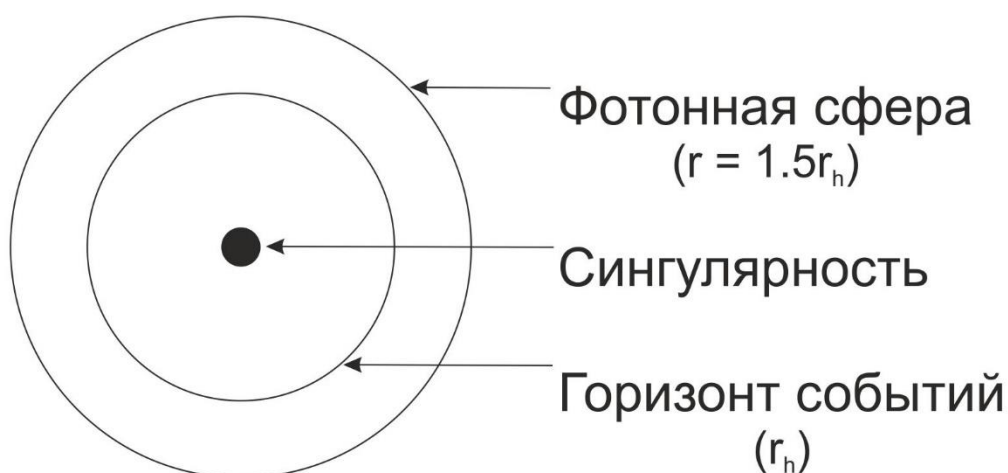 Фотонная сфера
(r = 1.5rₕ)
Сингулярность
Горизонт событий
(rₕ)